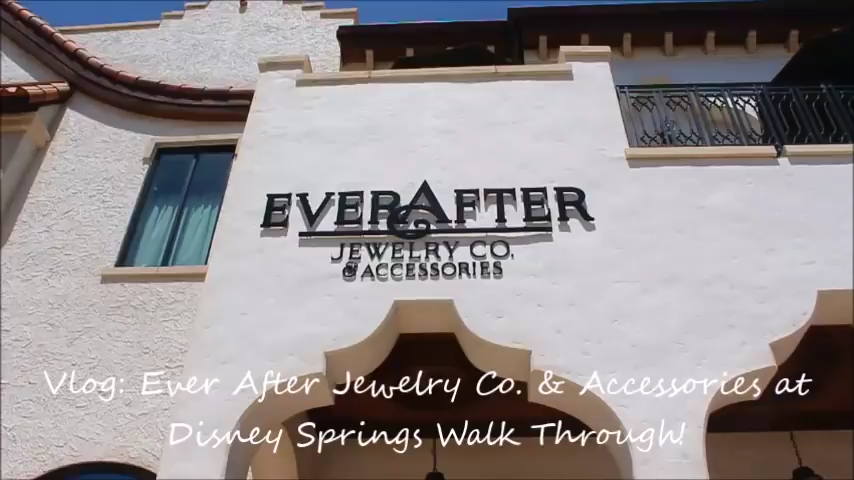 EVER AFTER
JEWELRY CO.
& ACCESSORIES
Vlog: Ever After Jewelry Co. & Accessories at
Disney Springs Walk Through!